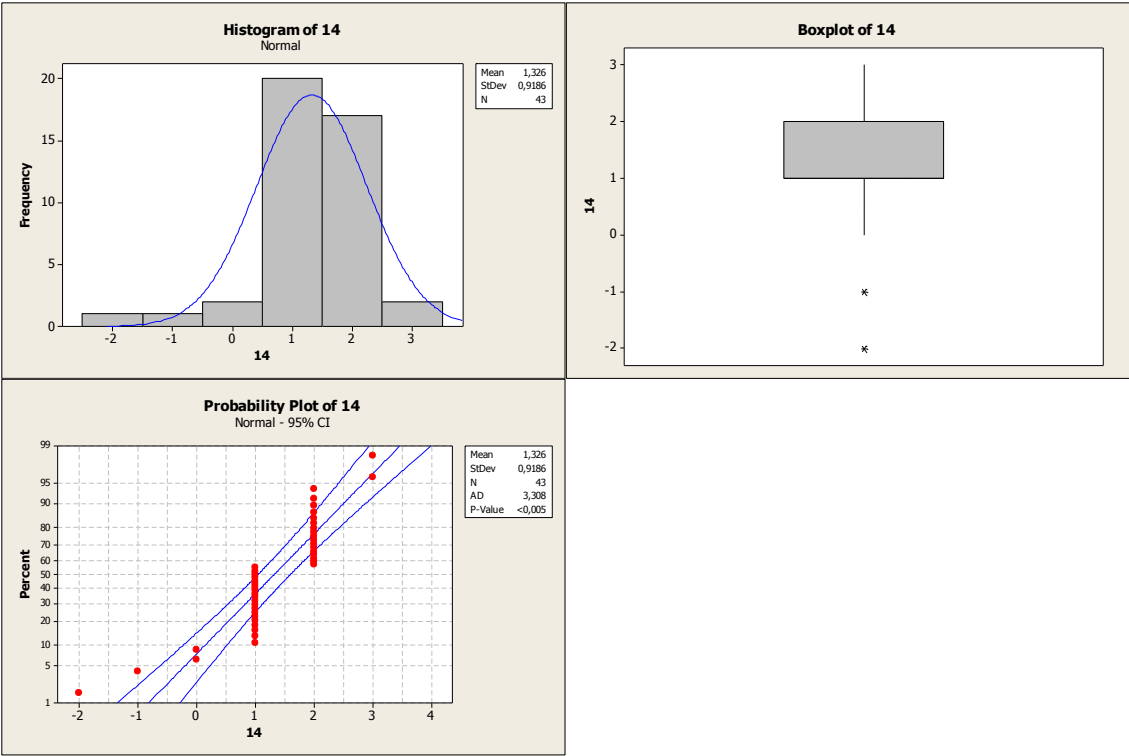 Histogram of 14
Normal
Mean 1,326
StDev 0,9186
N 43
20
15
10
5
0
Frequency
-2 -1 0 1 2 3
14
Boxplot of 14
3
2
1
0
-1
-2
14
Probability Plot of 14
Normal - 95% CI
Mean 1,326
StDev 0,9186
N 43
AD 3,308
P-Value <0,005
99
95
90
80
70
60
50
40
30
20
10
5
1
Percent
-2 -1 0 1 2 3 4
14